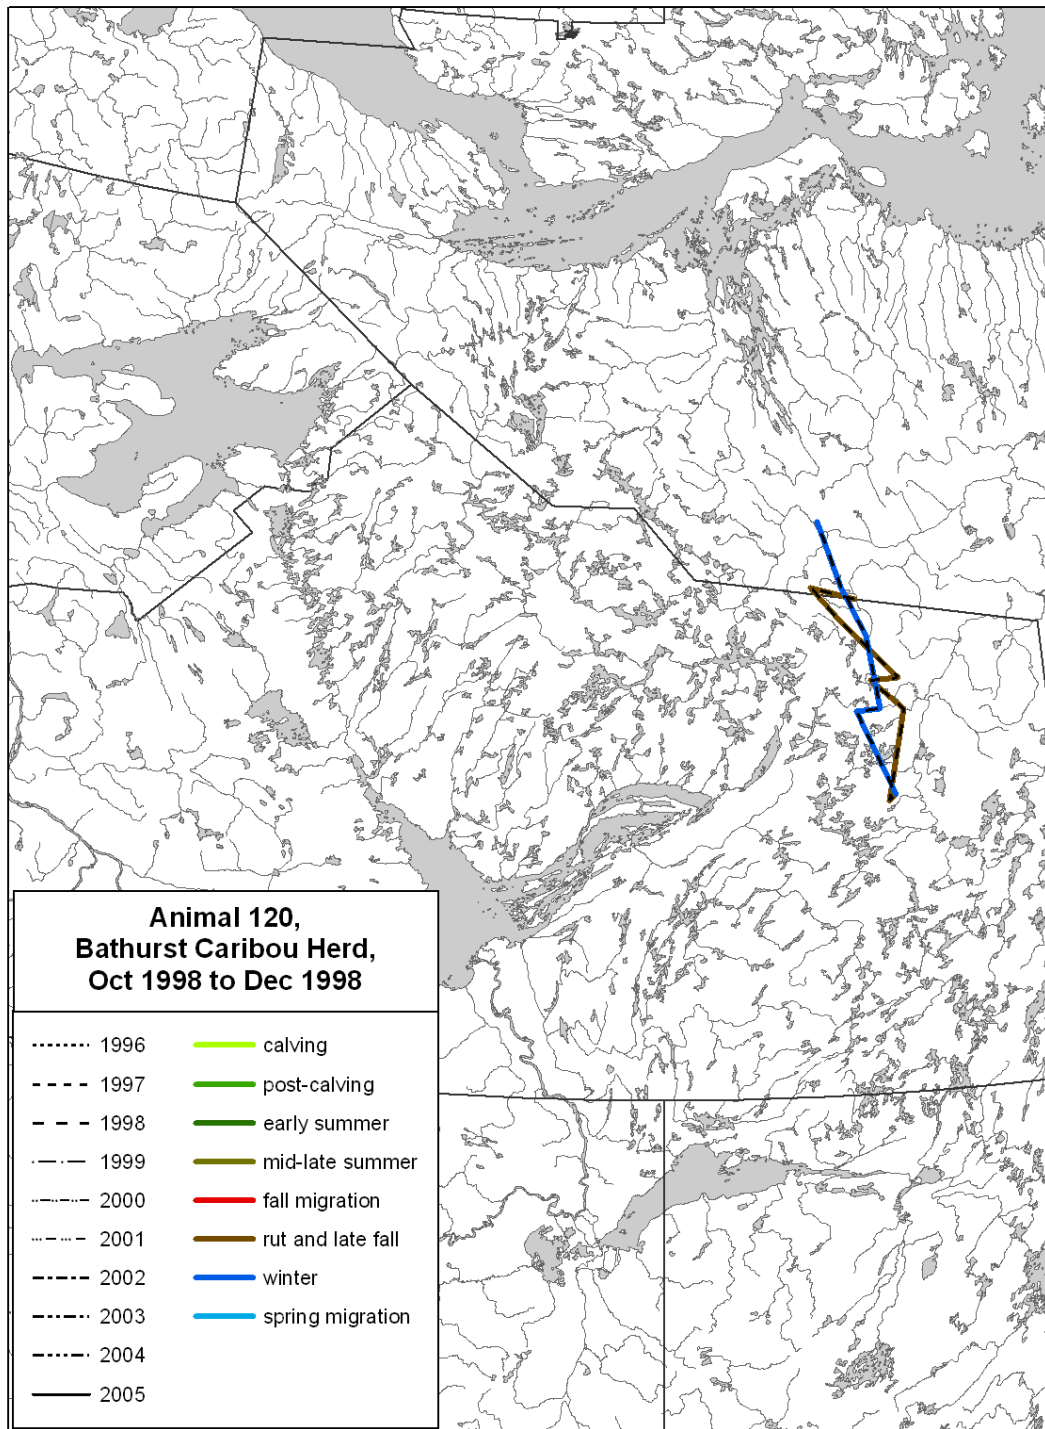 Animal 120,
Bathurst Caribou Herd,
Oct 1998 to Dec 1998
1996
1997
1998
1999
2000
2001
2002
2003
2004
2005
calving
post-calving
early summer
mid-late summer
fall migration
rut and late fall
winter
spring migration